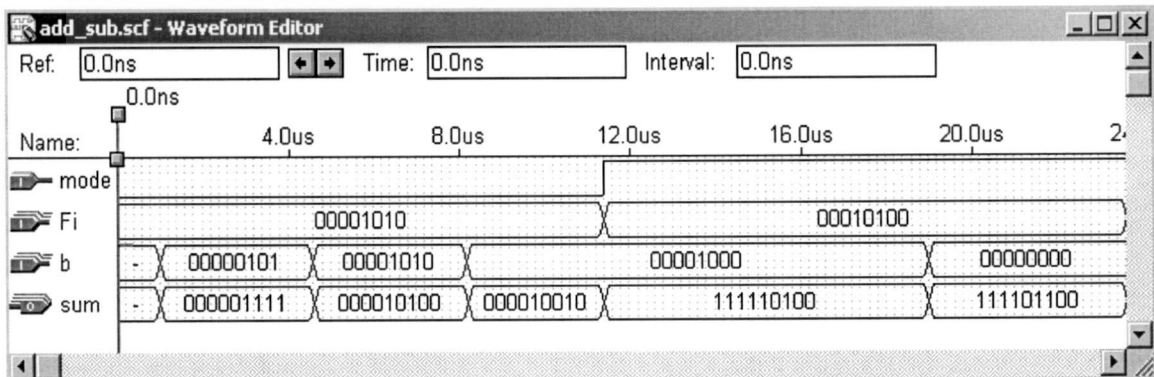 add_sub.scf - Waveform Editor
Ref: 0.0ns Time: 0.0ns Interval: 0.0ns
0.0ns
Name: 4.0us 8.0us 12.0us 16.0us 20.0us
mode
Fi 00001010 00010100
b - 00000101 00001010 00001000 00000000
sum - 000001111 000010100 000010010 111110100 111101100